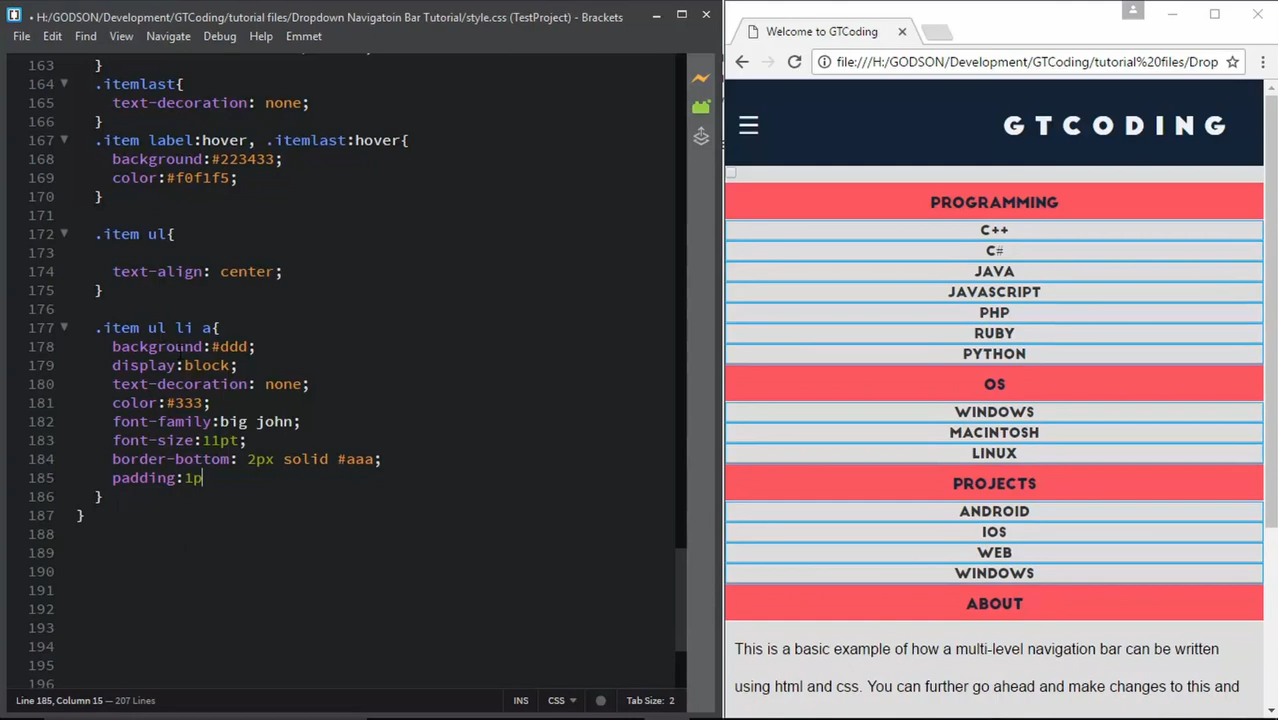 • H:/GODSON/Development/GTCoding/tutorial files/Dropdown Navigatoin Bar Tutorial/style.css (TestProject) - Brackets
File Edit Find View Navigate Debug Help Emmet
163 }
164 .itemlast{
165 text-decoration: none;
166 }
167 .item label:hover, .itemlast:hover{
168 background:#223433;
169 color:#f0f1f5;
170 }
171
172 .item ul{
173
174 text-align: center;
175 }
176
177 .item ul li a{
178 background:#ddd;
179 display:block;
180 text-decoration: none;
181 color:#333;
182 font-family:big john;
183 font-size:11pt;
184 border-bottom: 2px solid #aaa;
185 padding:1p
186 }
187 }
188
189
190
191
192
193
194
195
196
Line 185, Column 15 — 207 Lines
INS CSS Tab Size: 2
Welcome to GTCoding
file:///H:/GODSON/Development/GTCoding/tutorial%20files/Drop
GTCODING
PROGRAMMING
C++
C#
JAVA
JAVASCRIPT
PHP
RUBY
PYTHON
OS
WINDOWS
MACINTOSH
LINUX
PROJECTS
ANDROID
IOS
WEB
WINDOWS
ABOUT
This is a basic example of how a multi-level navigation bar can be written
using html and css. You can further go ahead and make changes to this and